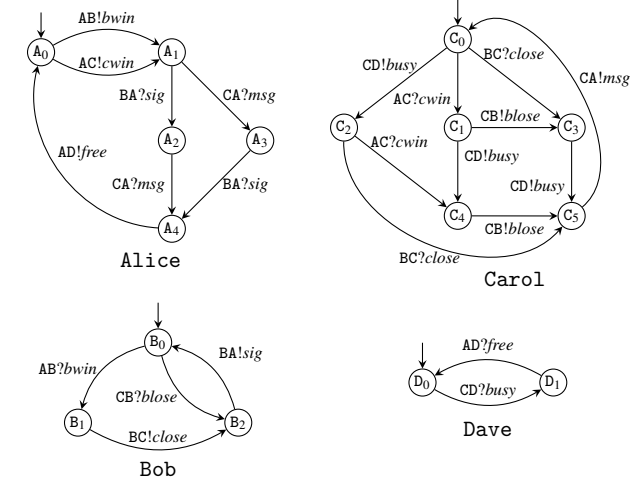 AB!bwin
A0
A1
AC!cwin
BA?sig
CA?msg
A2
A3
AD!free
CA?msg
BA?sig
A4
Alice
C0
CD!busy
BC?close
CA!msg
AC?cwin
C2
C1
CB!blose
C3
AC?cwin
CD!busy
CD!busy
C4
C5
CB!blose
BC?close
Carol
B0
AB?bwin
BA!sig
CB?blose
B1
B2
BC!close
Bob
AD?free
D0
D1
CD?busy
Dave